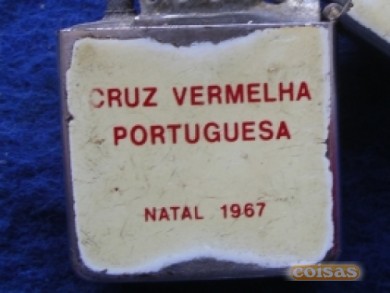 CRUZ VERMELHA
PORTUGUESA
NATAL 1967
coisas